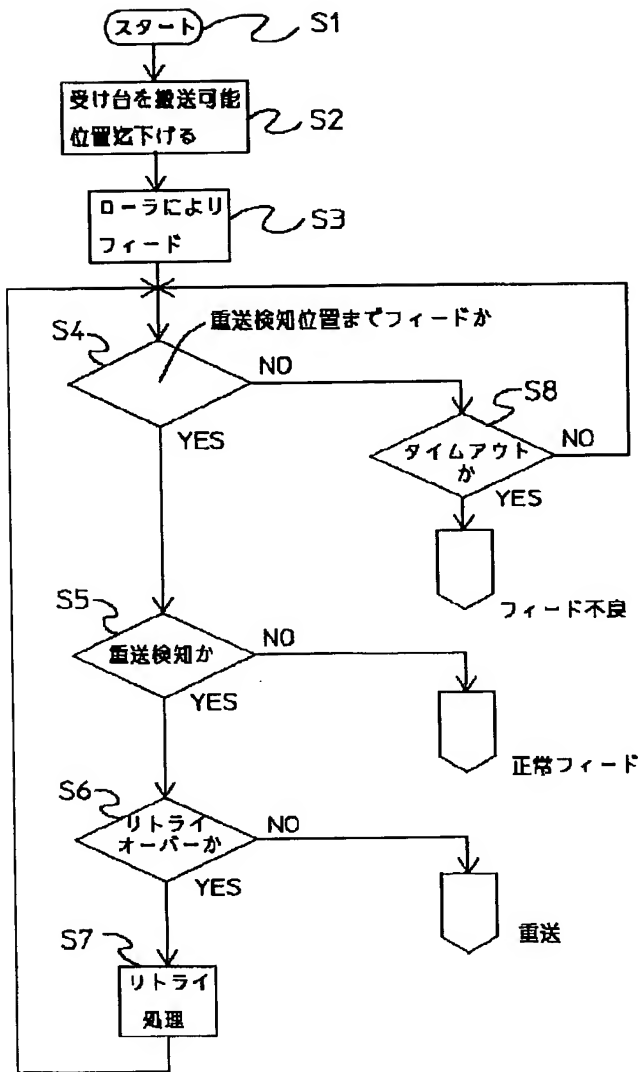 スタート
S1
受け台を搬送可能
位置迄下げる
S2
ローラにより
フィード
S3
重送検知位置までフィードか
S4
NO
YES
S8
タイムアウト
か
NO
YES
フィード不良
S5
重送検知か
NO
YES
正常フィード
S6
リトライ
オーバーか
NO
YES
重送
S7
リトライ
処理